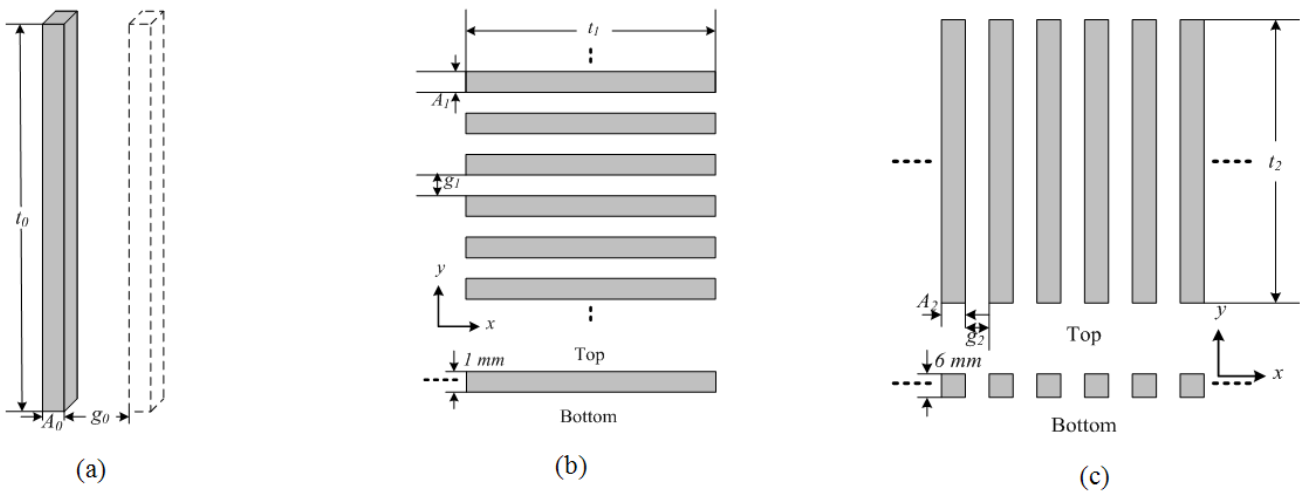 t₀
A₀
g₀
(a)
t₁
A₁
g₁
y
x
Top
1 mm
Bottom
(b)
t₂
A₂
g₂
y
Top
x
6 mm
Bottom
(c)